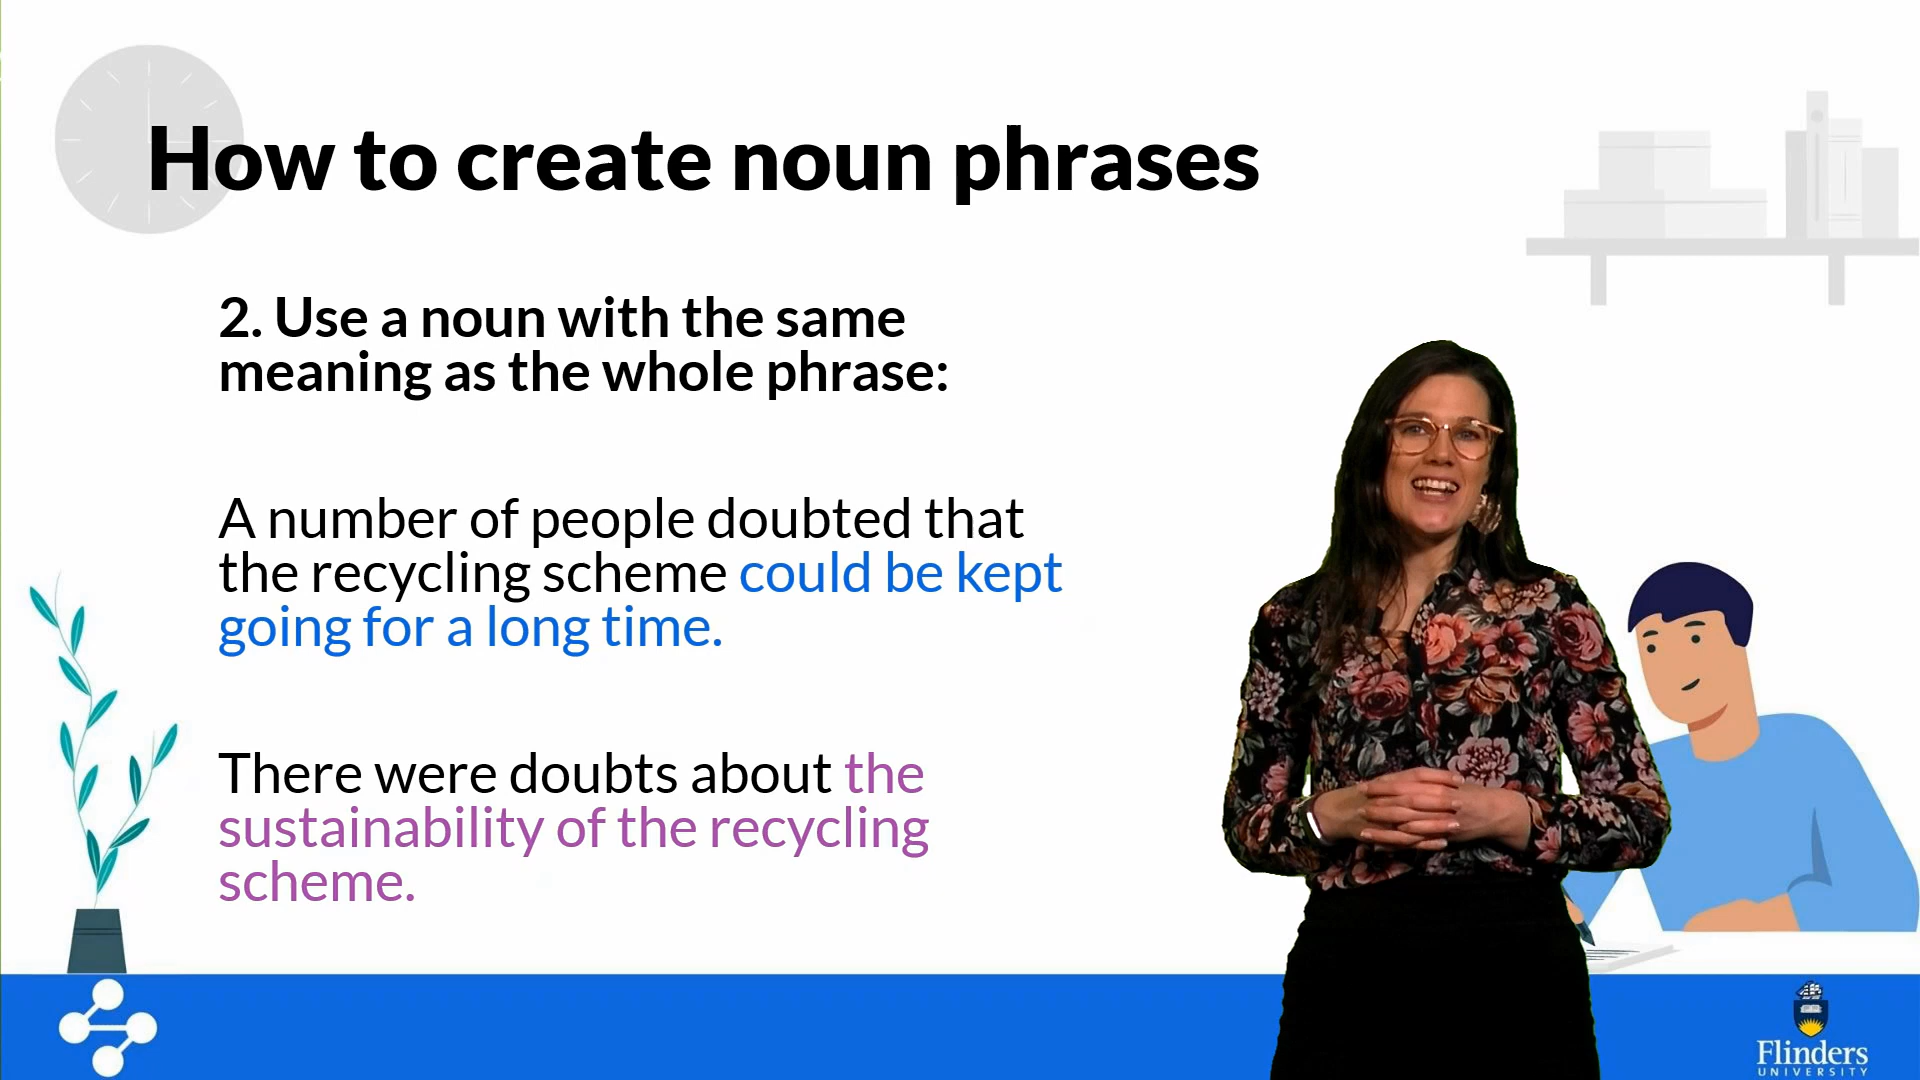 How to create noun phrases
2. Use a noun with the same
meaning as the whole phrase:
A number of people doubted that
the recycling scheme could be kept
going for a long time.
There were doubts about the
sustainability of the recycling
scheme.
Flinders
UNIVERSITY